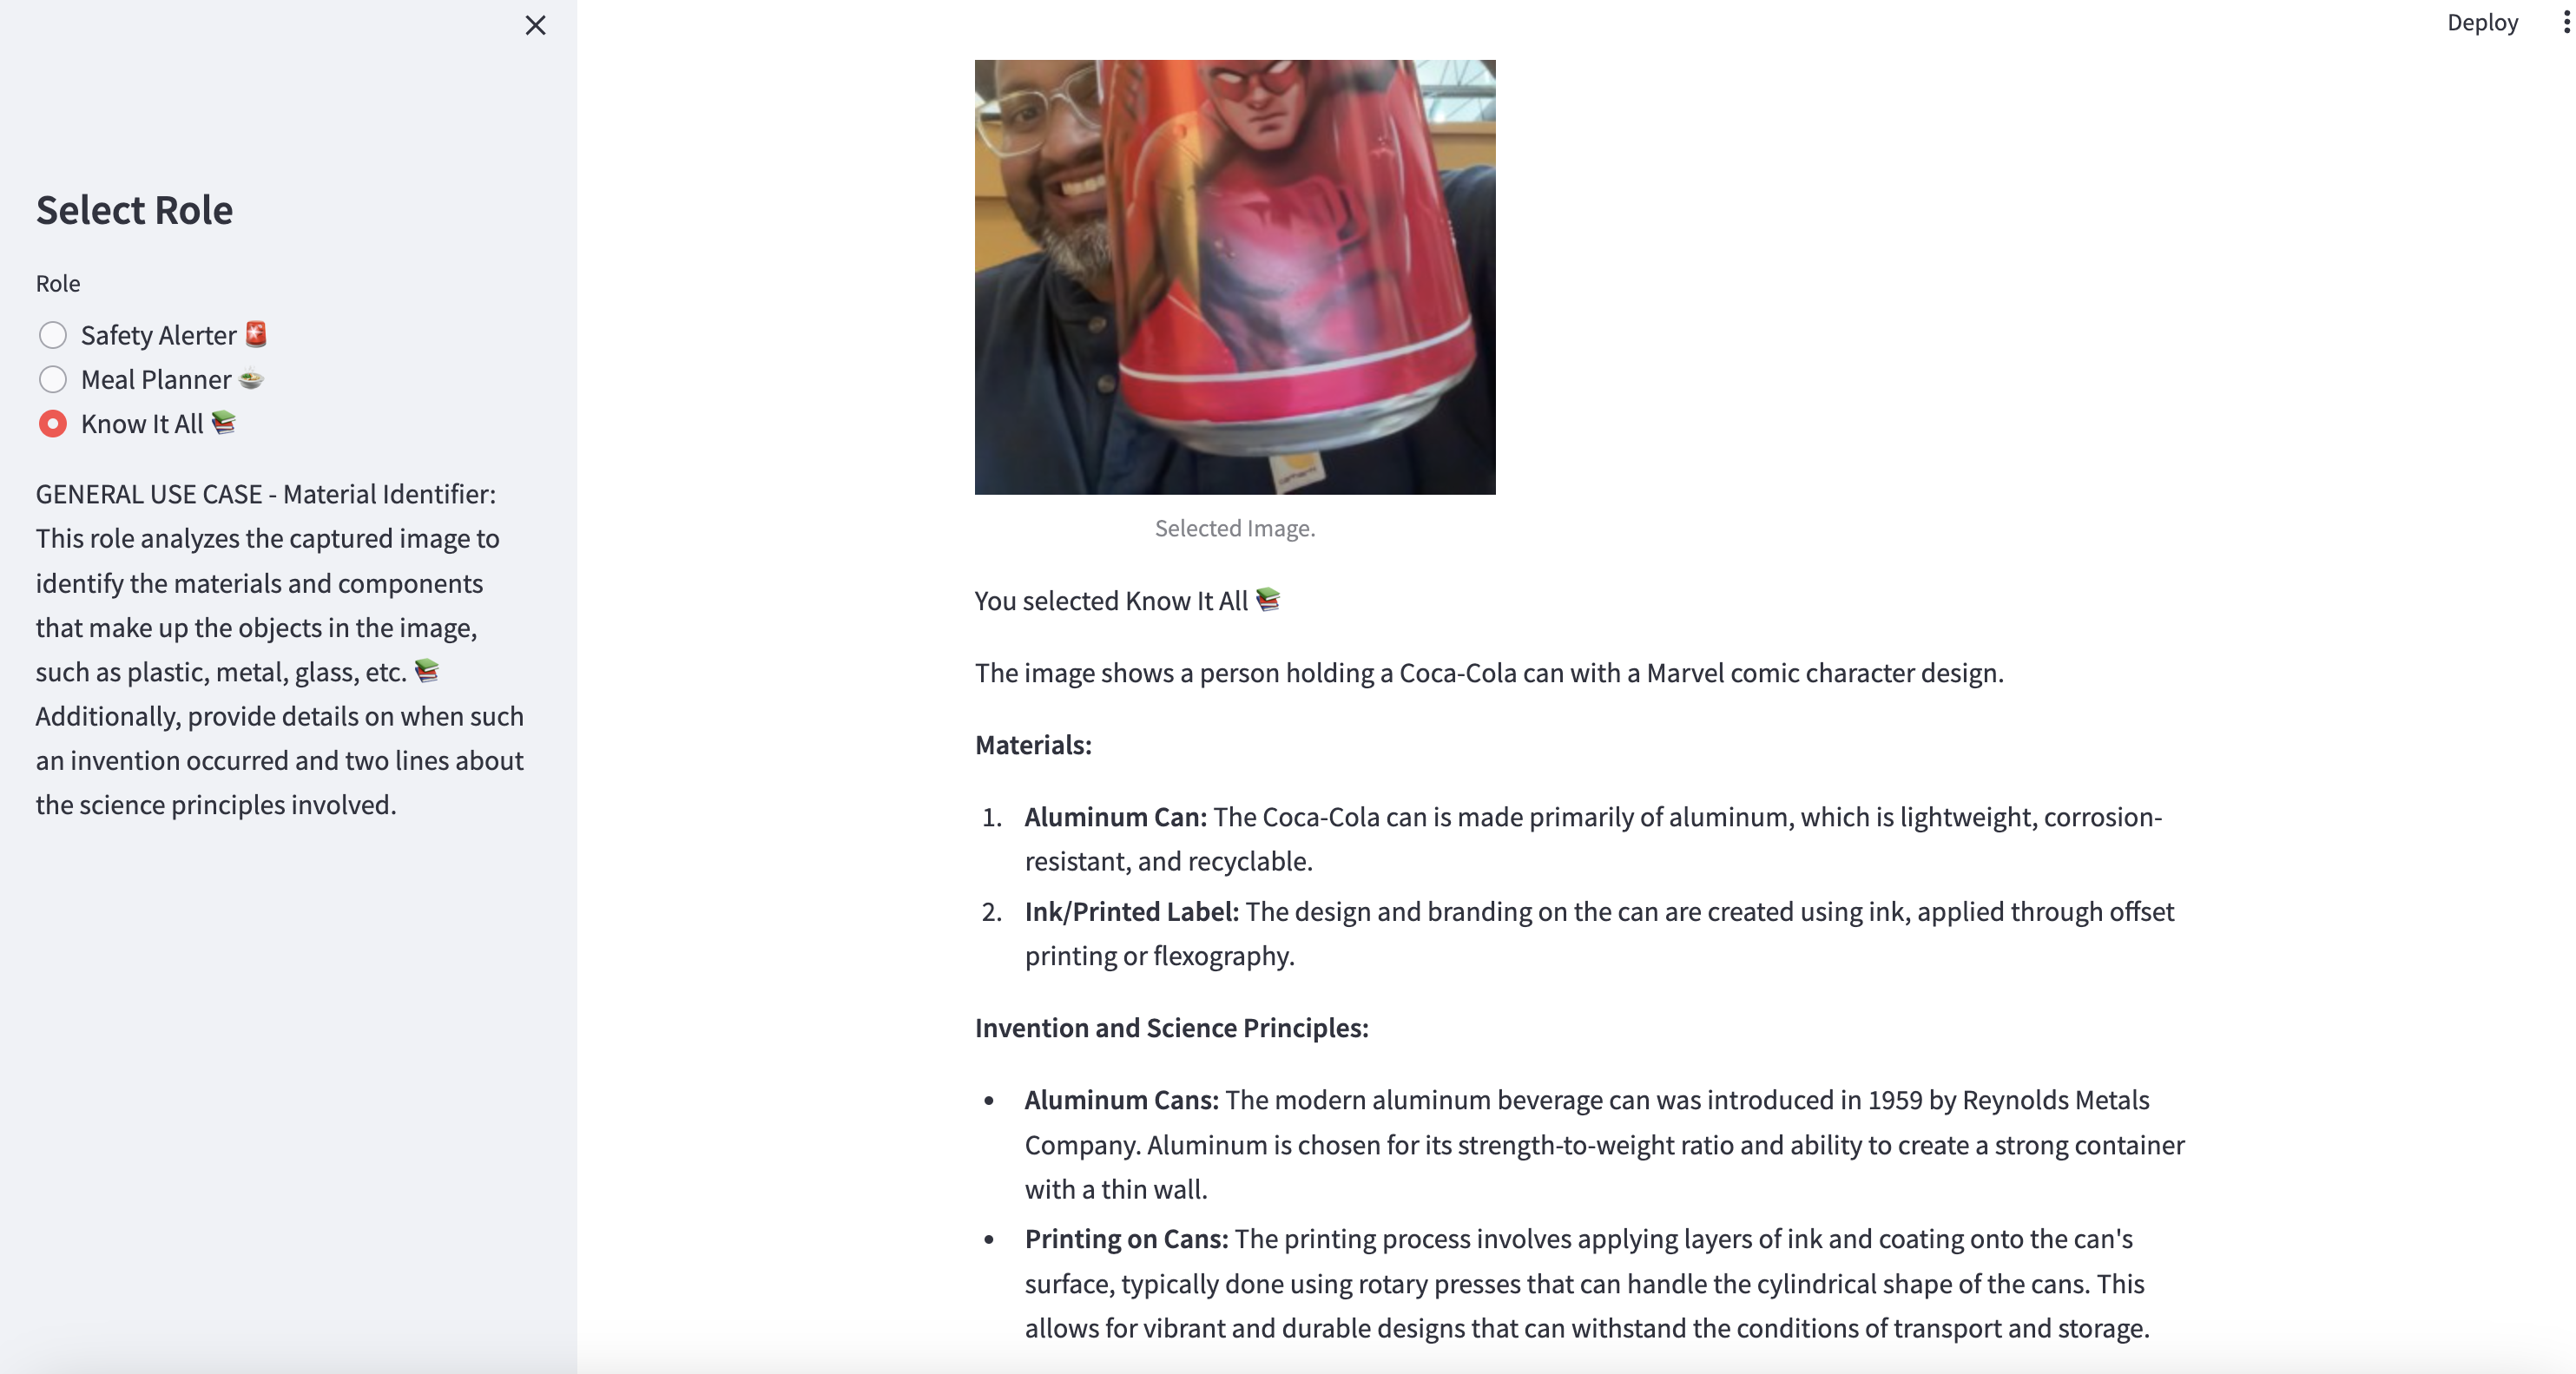 Deploy
Select Role
Role
Safety Alerter 🚨
Meal Planner 🍲
Know It All 📚
GENERAL USE CASE - Material Identifier:
This role analyzes the captured image to
identify the materials and components
that make up the objects in the image,
such as plastic, metal, glass, etc. 📚
Additionally, provide details on when such
an invention occurred and two lines about
the science principles involved.
Selected Image.
You selected Know It All 📚
The image shows a person holding a Coca-Cola can with a Marvel comic character design.
Materials:
1. Aluminum Can: The Coca-Cola can is made primarily of aluminum, which is lightweight, corrosion-
resistant, and recyclable.
2. Ink/Printed Label: The design and branding on the can are created using ink, applied through offset
printing or flexography.
Invention and Science Principles:
• Aluminum Cans: The modern aluminum beverage can was introduced in 1959 by Reynolds Metals
Company. Aluminum is chosen for its strength-to-weight ratio and ability to create a strong container
with a thin wall.
• Printing on Cans: The printing process involves applying layers of ink and coating onto the can's
surface, typically done using rotary presses that can handle the cylindrical shape of the cans. This
allows for vibrant and durable designs that can withstand the conditions of transport and storage.